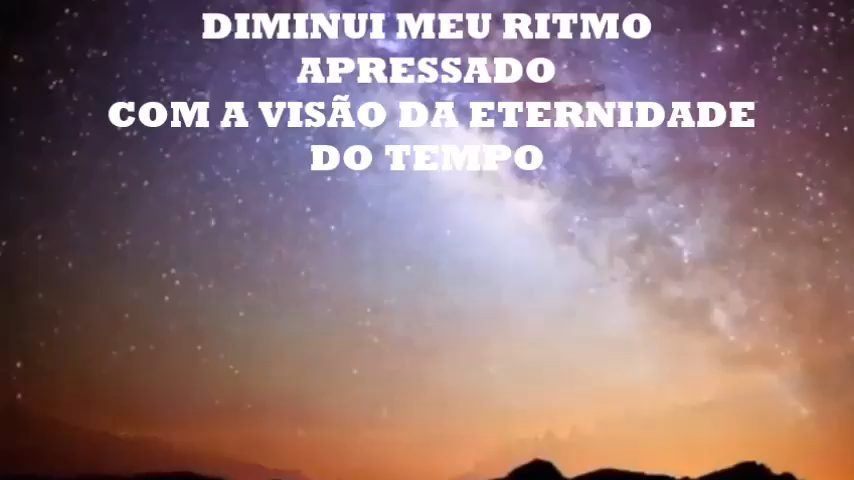 DIMINUI MEU RITMO
APRESSADO
COM A VISÃO DA ETERNIDADE
DO TEMPO